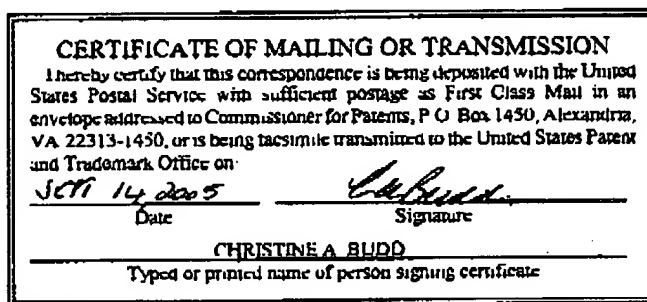 CERTIFICATE OF MAILING OR TRANSMISSION
I hereby certify that this correspondence is being deposited with the United
States Postal Service with sufficient postage as First Class Mail in an
envelope addressed to Commissioner for Patents, P O Box 1450, Alexandria,
VA 22313-1450, or is being facsimile transmitted to the United States Patent
and Trademark Office on
SEPT 14, 2005
Date Signature
CHRISTINE A BUDD
Typed or printed name of person signing certificate